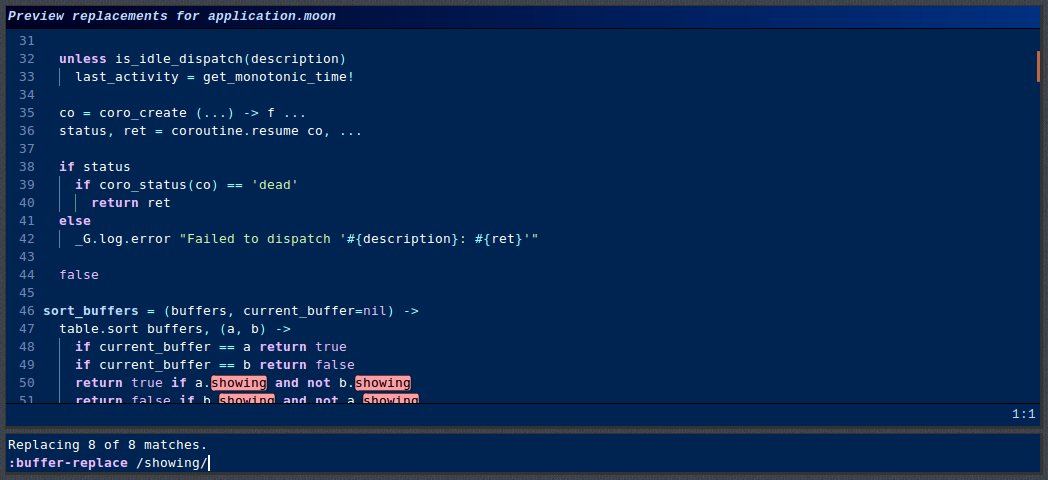 Preview replacements for application.moon
31
32 unless is_idle_dispatch(description)
33 last_activity = get_monotonic_time!
34
35 co = coro_create (...) -> f ...
36 status, ret = coroutine.resume co, ...
37
38 if status
39 if coro_status(co) == 'dead'
40 return ret
41 else
42 _G.log.error "Failed to dispatch '#{description}: #{ret}'"
43
44 false
45
46 sort_buffers = (buffers, current_buffer=nil) ->
47 table.sort buffers, (a, b) ->
48 if current_buffer == a return true
49 if current_buffer == b return false
50 return true if a.showing and not b.showing
51 return false if b.showing and not a.showing
1:1
Replacing 8 of 8 matches.
:buffer-replace /showing/